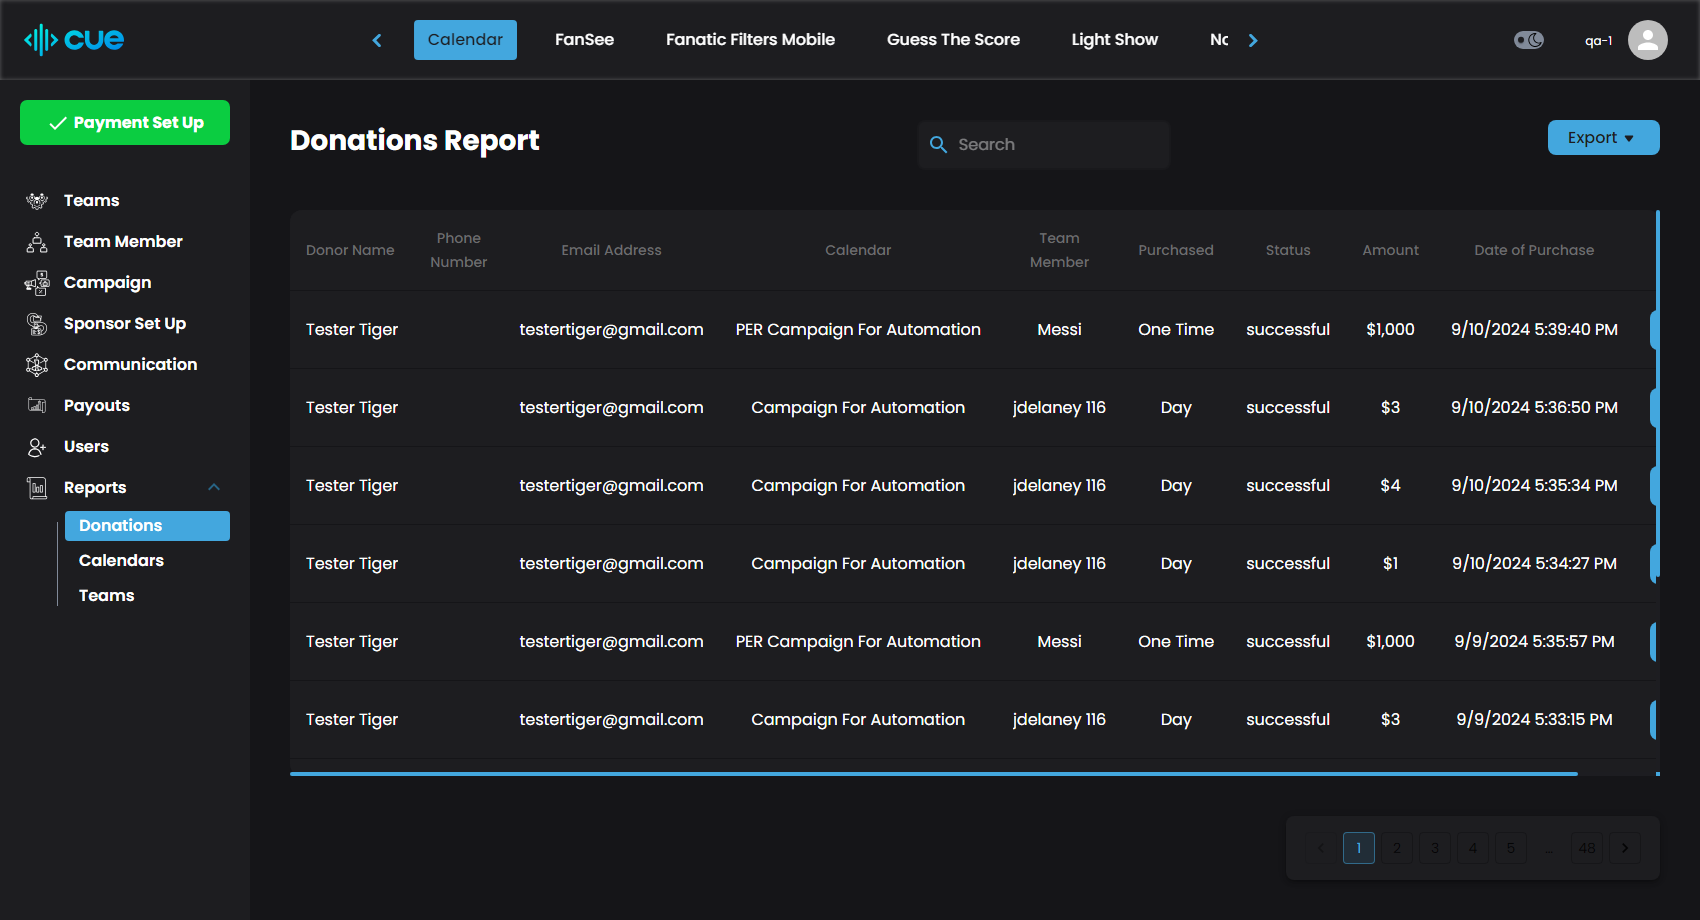 cue
Calendar FanSee Fanatic Filters Mobile Guess The Score Light Show
qa-1
Payment Set Up
Teams
Team Member
Campaign
Sponsor Set Up
Communication
Payouts
Users
Reports
Donations
Calendars
Teams
Donations Report
Search
Export
Donor Name Phone Number Email Address Calendar Team Member Purchased Status Amount Date of Purchase
Tester Tiger testertiger@gmail.com PER Campaign For Automation Messi One Time successful $1,000 9/10/2024 5:39:40 PM
Tester Tiger testertiger@gmail.com Campaign For Automation jdelaney 116 Day successful $3 9/10/2024 5:36:50 PM
Tester Tiger testertiger@gmail.com Campaign For Automation jdelaney 116 Day successful $4 9/10/2024 5:35:34 PM
Tester Tiger testertiger@gmail.com Campaign For Automation jdelaney 116 Day successful $1 9/10/2024 5:34:27 PM
Tester Tiger testertiger@gmail.com PER Campaign For Automation Messi One Time successful $1,000 9/9/2024 5:35:57 PM
Tester Tiger testertiger@gmail.com Campaign For Automation jdelaney 116 Day successful $3 9/9/2024 5:33:15 PM
1 2 3 4 5 ... 48